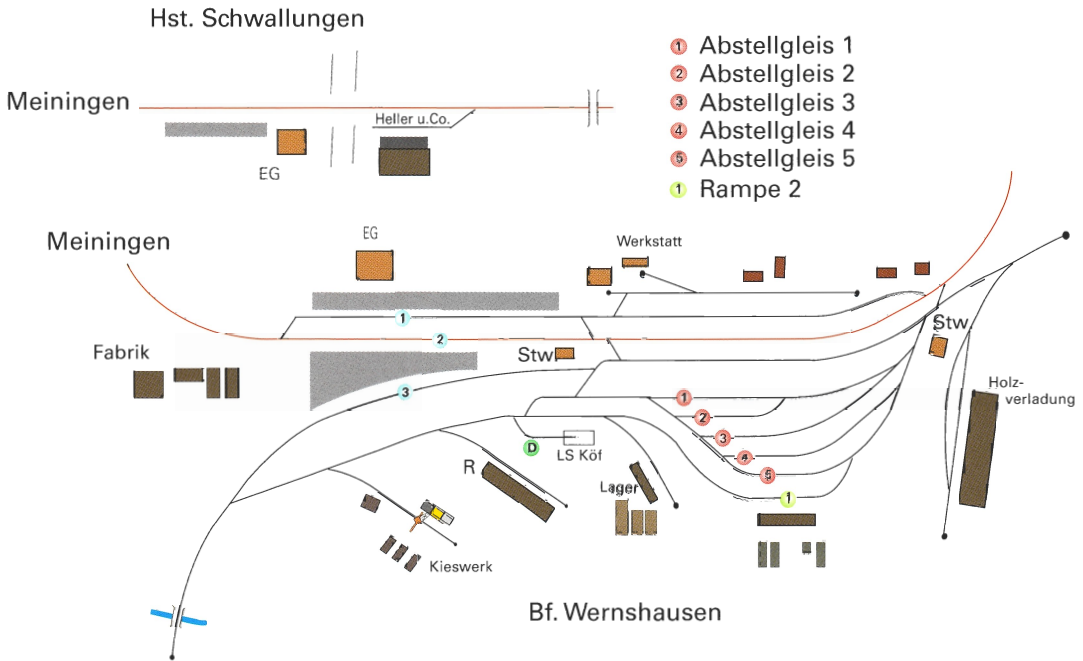 Hst. Schwallungen
1 Abstellgleis 1
2 Abstellgleis 2
Meiningen
3 Abstellgleis 3
Heller u.Co.
4 Abstellgleis 4
5 Abstellgleis 5
EG
1 Rampe 2
Meiningen
EG
Werkstatt
1
2
Stw.
Fabrik
Stw.
3
Holz-
verladung
1
2
3
D
LS Köf
4
R
5
Lager
1
Kieswerk
Bf. Wernshausen